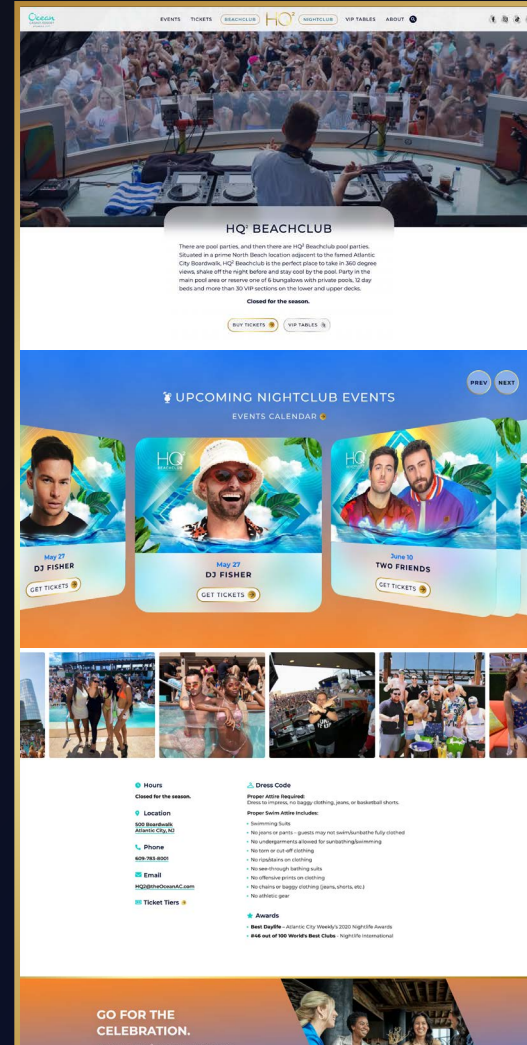 Ocean
EVENTS TICKETS BEACHCLUB HQ² NIGHTCLUB VIP TABLES ABOUT
HQ² BEACHCLUB
There are pool parties, and then there are HQ² Beachclub pool parties.
Situated in a prime North Beach location adjacent to the famed Atlantic
City Boardwalk, HQ² Beachclub is the perfect place to take in 360 degree
views, shake off the night before and stay cool by the pool. Party in the
main pool area or reserve one of 6 bungalows with private pools, 12 day
beds and more than 30 VIP sections on the lower and upper decks.
Closed for the season.
BUY TICKETS VIP TABLES
PREV NEXT
UPCOMING NIGHTCLUB EVENTS
EVENTS CALENDAR
May 27
DJ FISHER
GET TICKETS
HQ²
BEACHCLUB
May 27
DJ FISHER
GET TICKETS
HQ²
June 10
TWO FRIENDS
GET TICKETS
Hours
Closed for the season.
Location
500 Boardwalk
Atlantic City, NJ
Phone
609-783-8001
Email
HQ2@theOceanAC.com
Ticket Tiers
Dress Code
Proper Attire Required:
Dress to impress, no baggy clothing, jeans, or basketball shorts.
Proper Swim Attire Includes:
Swimming Suits
No jeans or pants – guests may not swim/sunbathe fully clothed
No undergarments allowed for sunbathing/swimming
No torn or cut-off clothing
No rips/stains on clothing
No see-through bathing suits
No offensive prints on clothing
No chains or baggy clothing (jeans, shorts, etc.)
No athletic gear
Awards
Best Daylife – Atlantic City Weekly's 2020 Nightlife Awards
#46 out of 100 World's Best Clubs – Nightlife International
GO FOR THE
CELEBRATION.